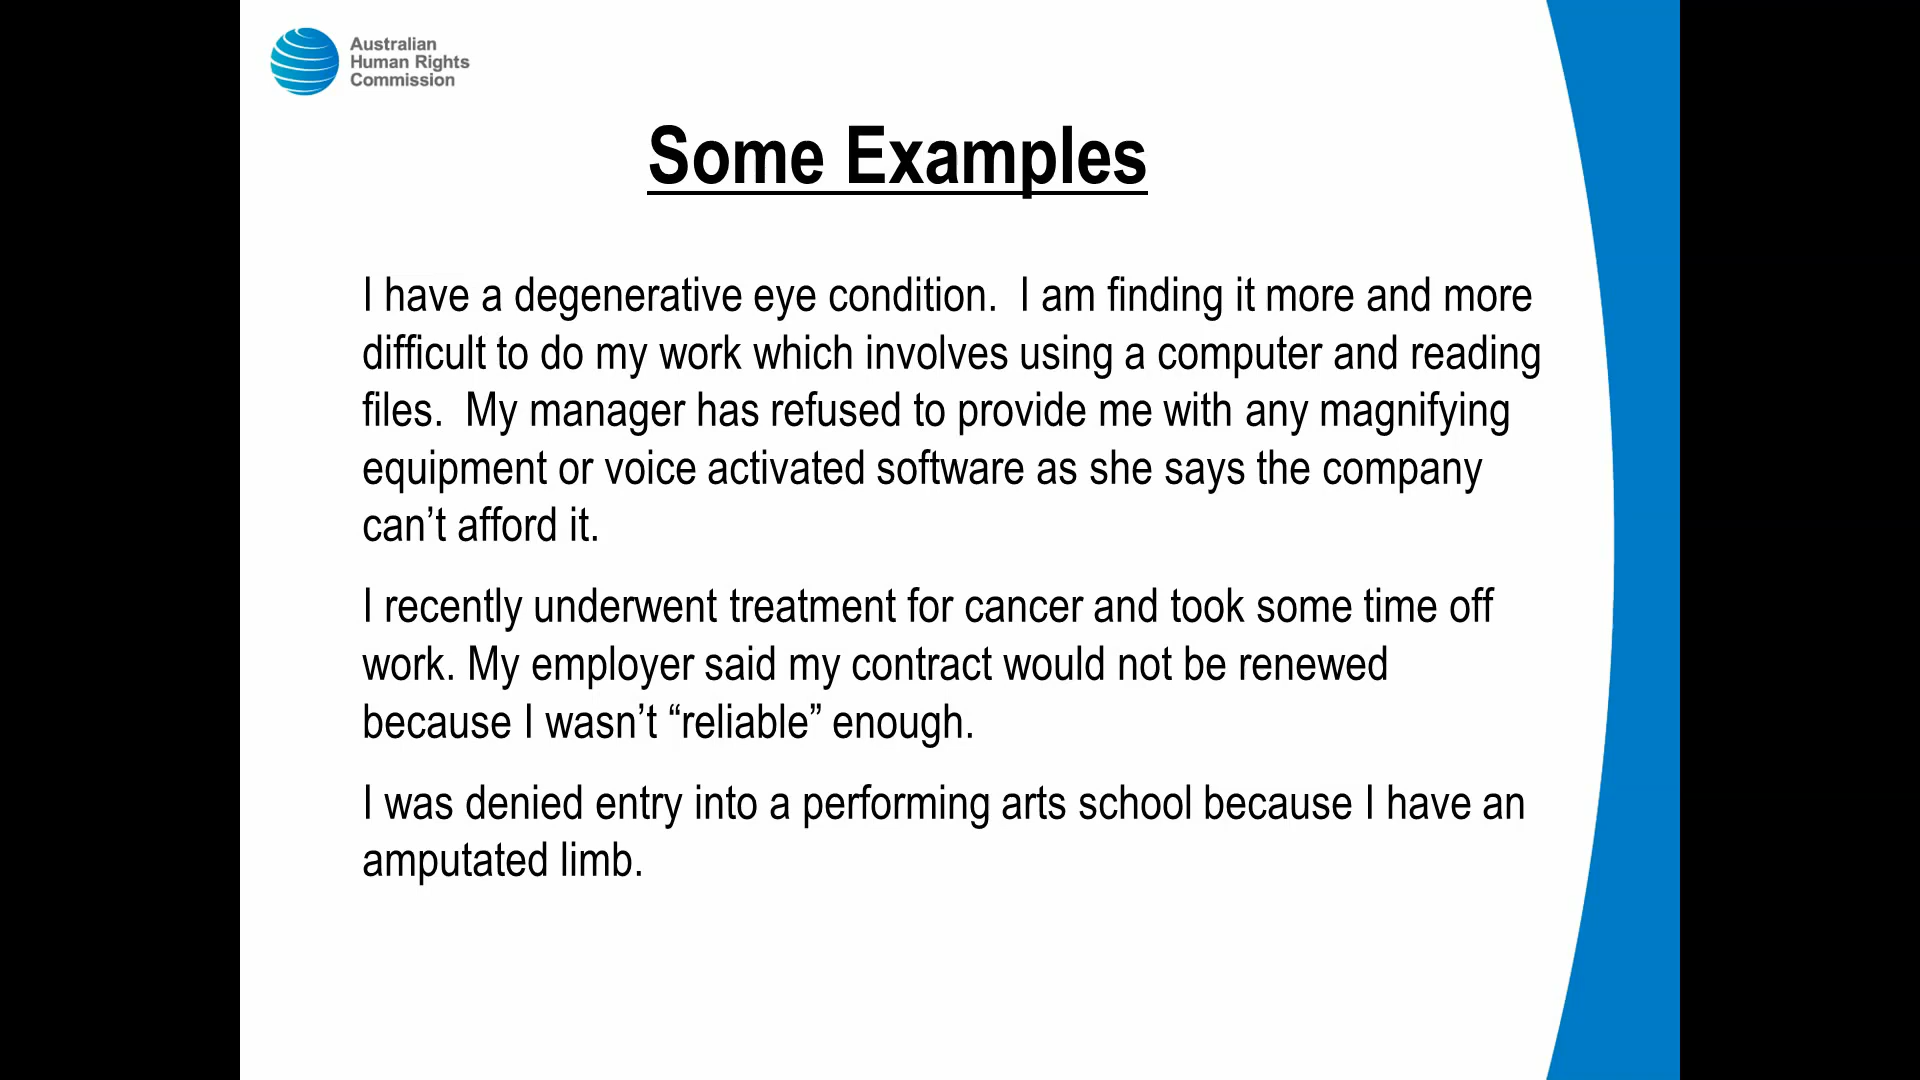 Australian
Human Rights
Commission
Some Examples
I have a degenerative eye condition.  I am finding it more and more
difficult to do my work which involves using a computer and reading
files.  My manager has refused to provide me with any magnifying
equipment or voice activated software as she says the company
can’t afford it.
I recently underwent treatment for cancer and took some time off
work. My employer said my contract would not be renewed
because I wasn’t “reliable” enough.
I was denied entry into a performing arts school because I have an
amputated limb.